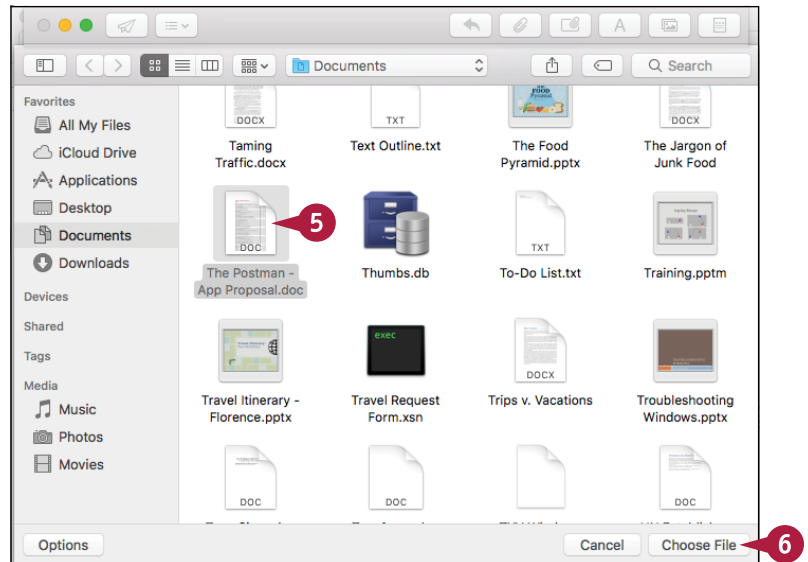 A
Documents
Search
Favorites
All My Files
iCloud Drive
Applications
Desktop
Documents
Downloads
Devices
Shared
Tags
Media
Music
Photos
Movies
DOCX
TXT
THE
FOOD
Pyramid
DOCX
Taming
Traffic.docx
Text Outline.txt
The Food
Pyramid.pptx
The Jargon of
Junk Food
DOC
5
TXT
The Postman -
App Proposal.doc
Thumbs.db
To-Do List.txt
Training.pptm
exec
DOCX
Travel Itinerary -
Florence.pptx
Travel Request
Form.xsn
Trips v. Vacations
Troubleshooting
Windows.pptx
DOC
DOC
DOC
Options
Cancel
Choose File
6